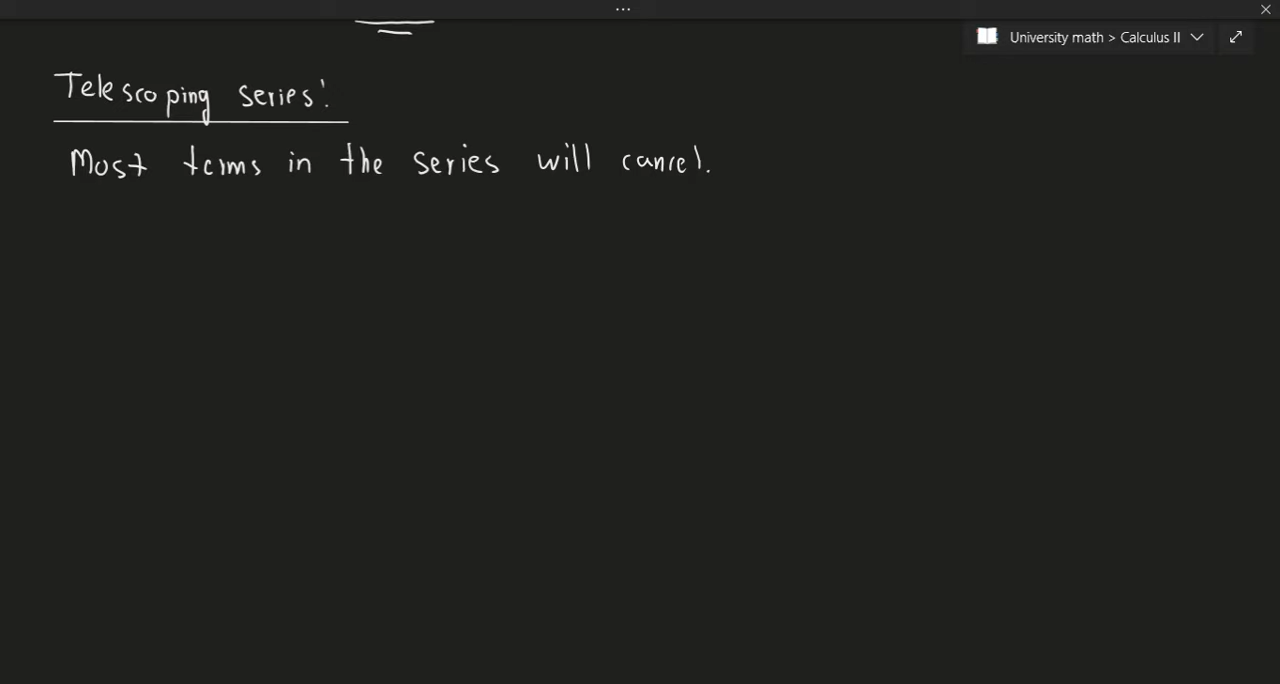 University math > Calculus II
Telescoping series:
Most terms in the series will cancel.